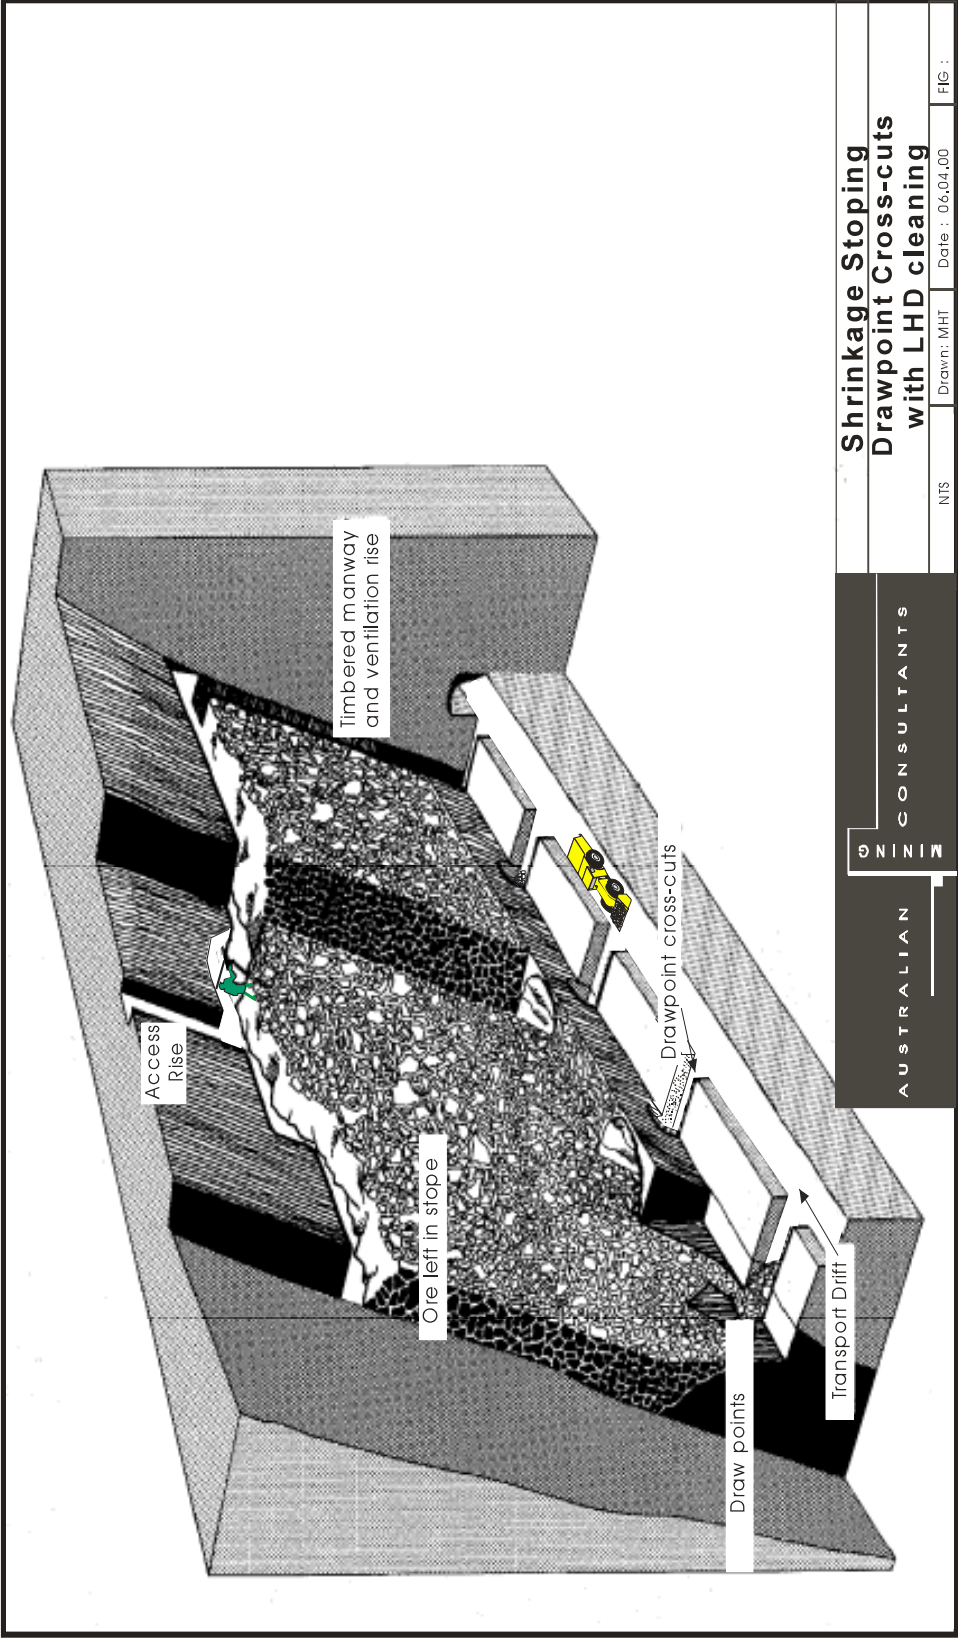 Access
Rise
Timbered manway
and ventilation rise
Ore left in stope
Drawpoint cross-cuts
Draw points
Transport Drift
AUSTRALIAN
MINING
CONSULTANTS
Shrinkage Stoping
Drawpoint Cross-cuts
with LHD cleaning
NTS
Drawn: MHT
Date : 06.04.00
FIG :